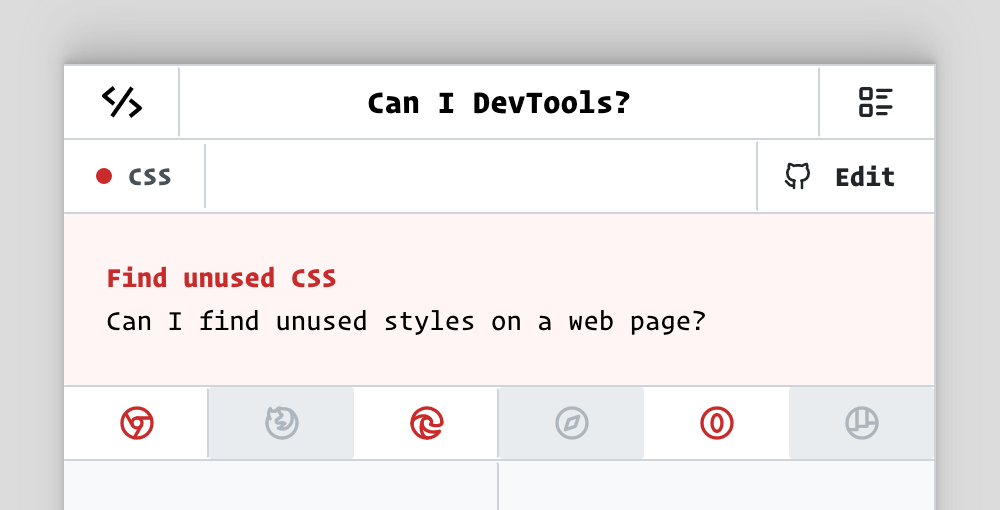 Can I DevTools?
CSS
Edit
Find unused CSS
Can I find unused styles on a web page?